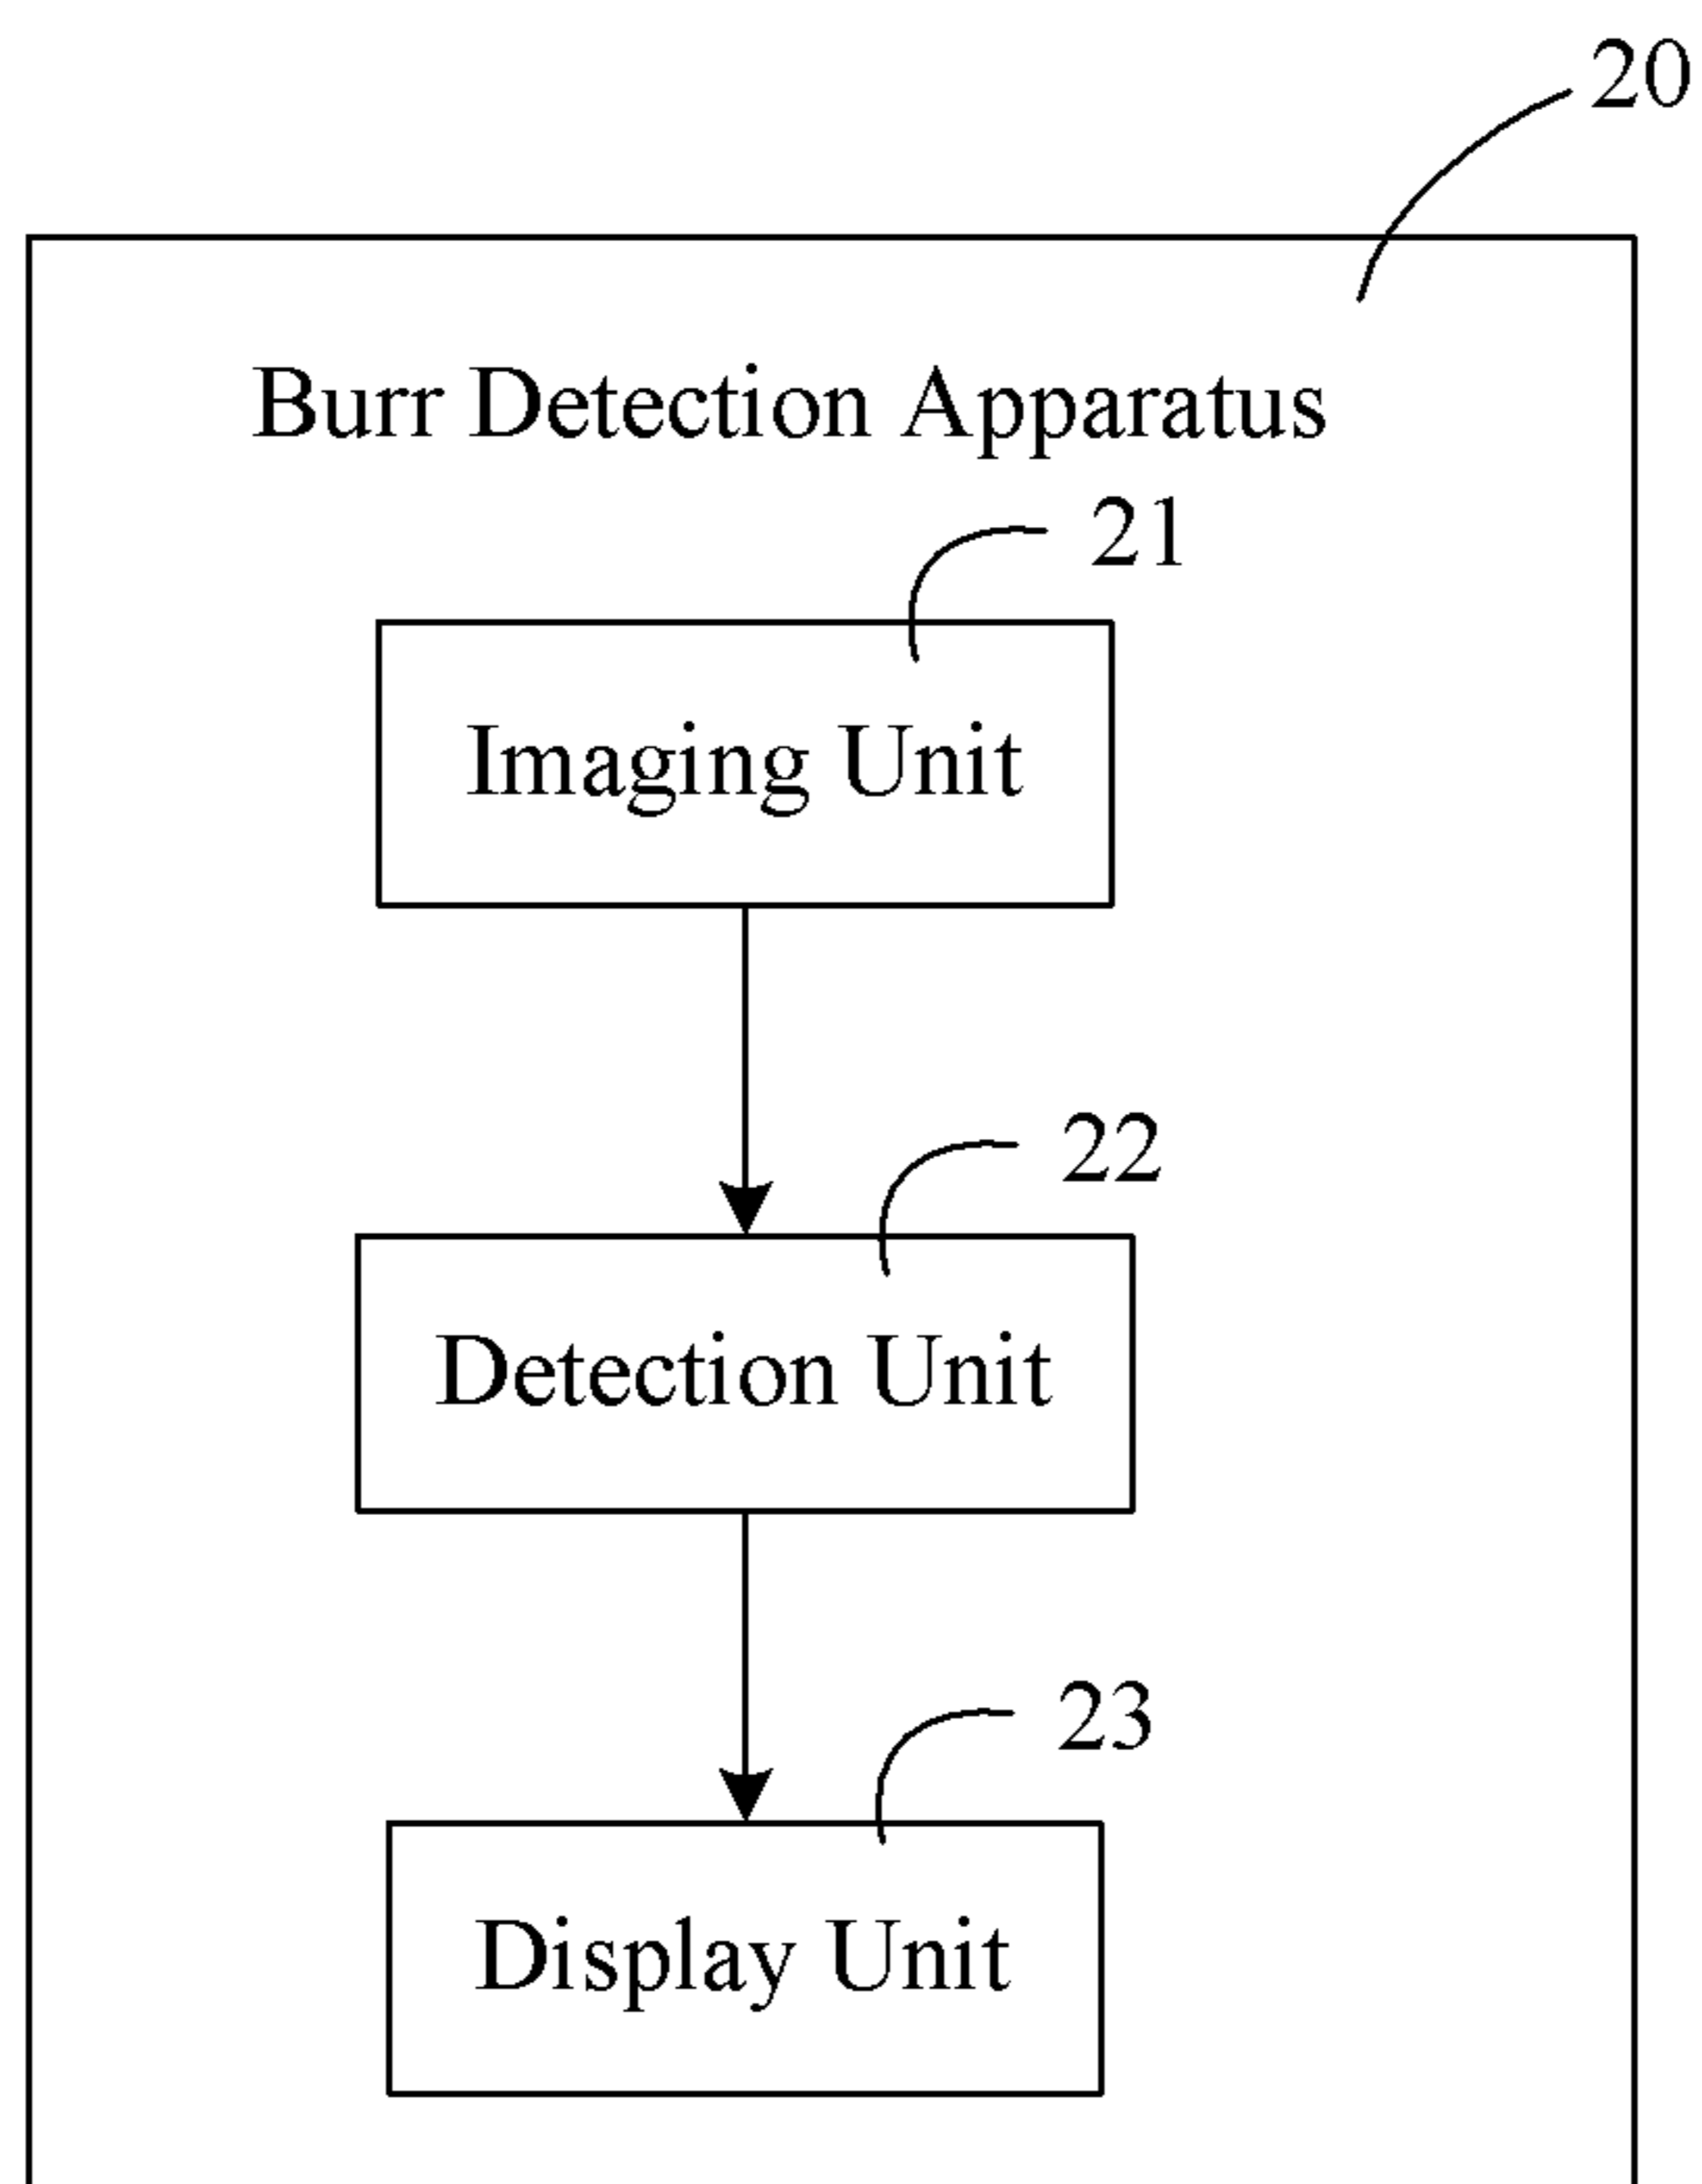 20
Burr Detection Apparatus
21
Imaging Unit
22
Detection Unit
23
Display Unit